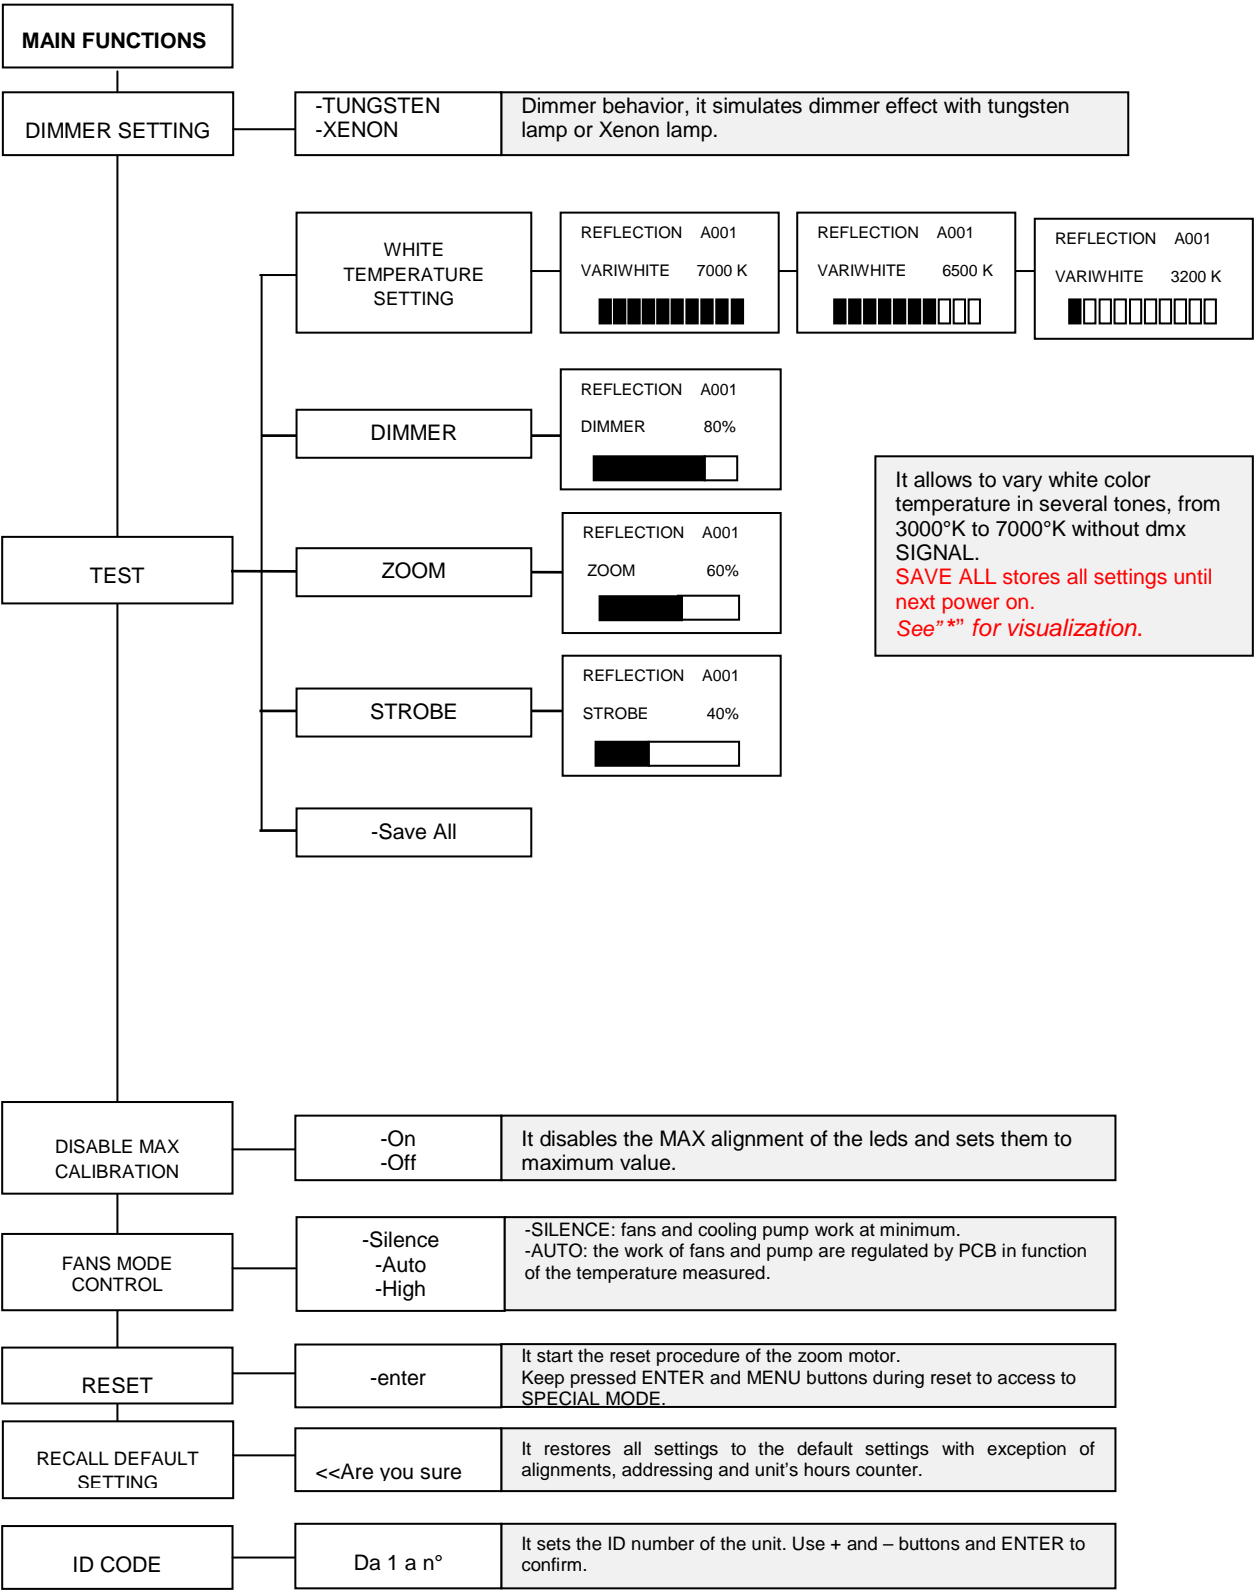 MAIN FUNCTIONS
DIMMER SETTING
-TUNGSTEN
-XENON
Dimmer behavior, it simulates dimmer effect with tungsten
lamp or Xenon lamp.
WHITE
TEMPERATURE
SETTING
REFLECTION A001
VARIWHITE 7000 K
REFLECTION A001
VARIWHITE 6500 K
REFLECTION A001
VARIWHITE 3200 K
DIMMER
REFLECTION A001
DIMMER 80%
It allows to vary white color
temperature in several tones, from
3000°K to 7000°K without dmx
SIGNAL.
SAVE ALL stores all settings until
next power on.
See" *" for visualization.
TEST
ZOOM
REFLECTION A001
ZOOM 60%
STROBE
REFLECTION A001
STROBE 40%
-Save All
DISABLE MAX
CALIBRATION
-On
-Off
It disables the MAX alignment of the leds and sets them to
maximum value.
FANS MODE
CONTROL
-Silence
-Auto
-High
-SILENCE: fans and cooling pump work at minimum.
-AUTO: the work of fans and pump are regulated by PCB in function
of the temperature measured.
RESET
-enter
It start the reset procedure of the zoom motor.
Keep pressed ENTER and MENU buttons during reset to access to
SPECIAL MODE.
RECALL DEFAULT
SETTING
<<Are you sure
It restores all settings to the default settings with exception of
alignments, addressing and unit's hours counter.
ID CODE
Da 1 a n°
It sets the ID number of the unit. Use + and – buttons and ENTER to
confirm.